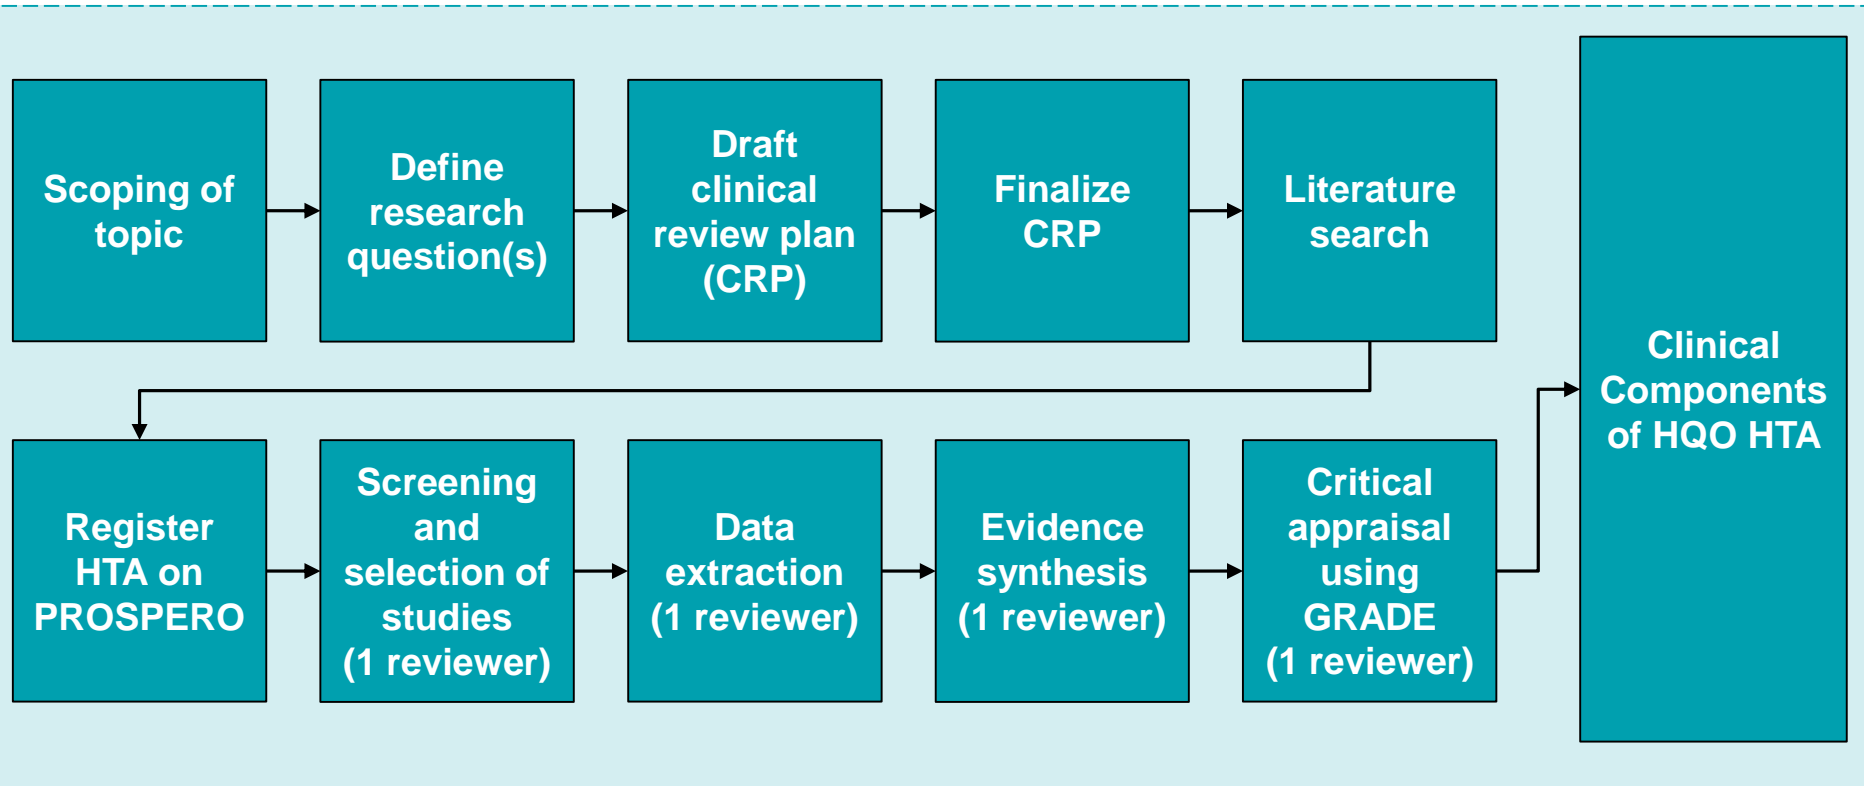 Scoping of
topic
Define
research
question(s)
Draft
clinical
review plan
(CRP)
Finalize
CRP
Literature
search
Register
HTA on
PROSPERO
Screening
and
selection of
studies
(1 reviewer)
Data
extraction
(1 reviewer)
Evidence
synthesis
(1 reviewer)
Critical
appraisal
using
GRADE
(1 reviewer)
Clinical
Components
of HQO HTA